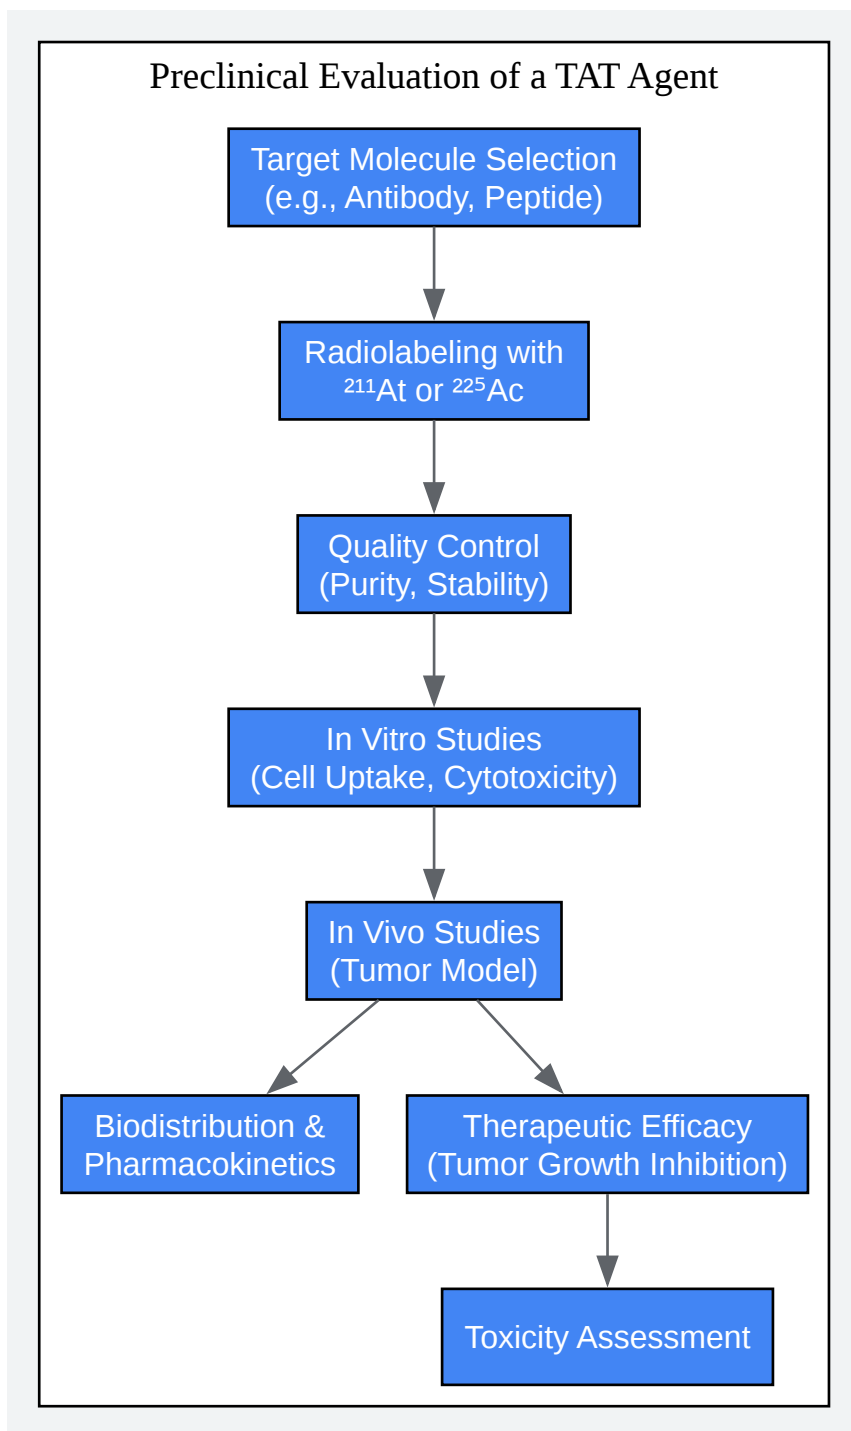 Preclinical Evaluation of a TAT Agent
Target Molecule Selection
(e.g., Antibody, Peptide)
Radiolabeling with
²¹¹At or ²²⁵Ac
Quality Control
(Purity, Stability)
In Vitro Studies
(Cell Uptake, Cytotoxicity)
In Vivo Studies
(Tumor Model)
Biodistribution &
Pharmacokinetics
Therapeutic Efficacy
(Tumor Growth Inhibition)
Toxicity Assessment